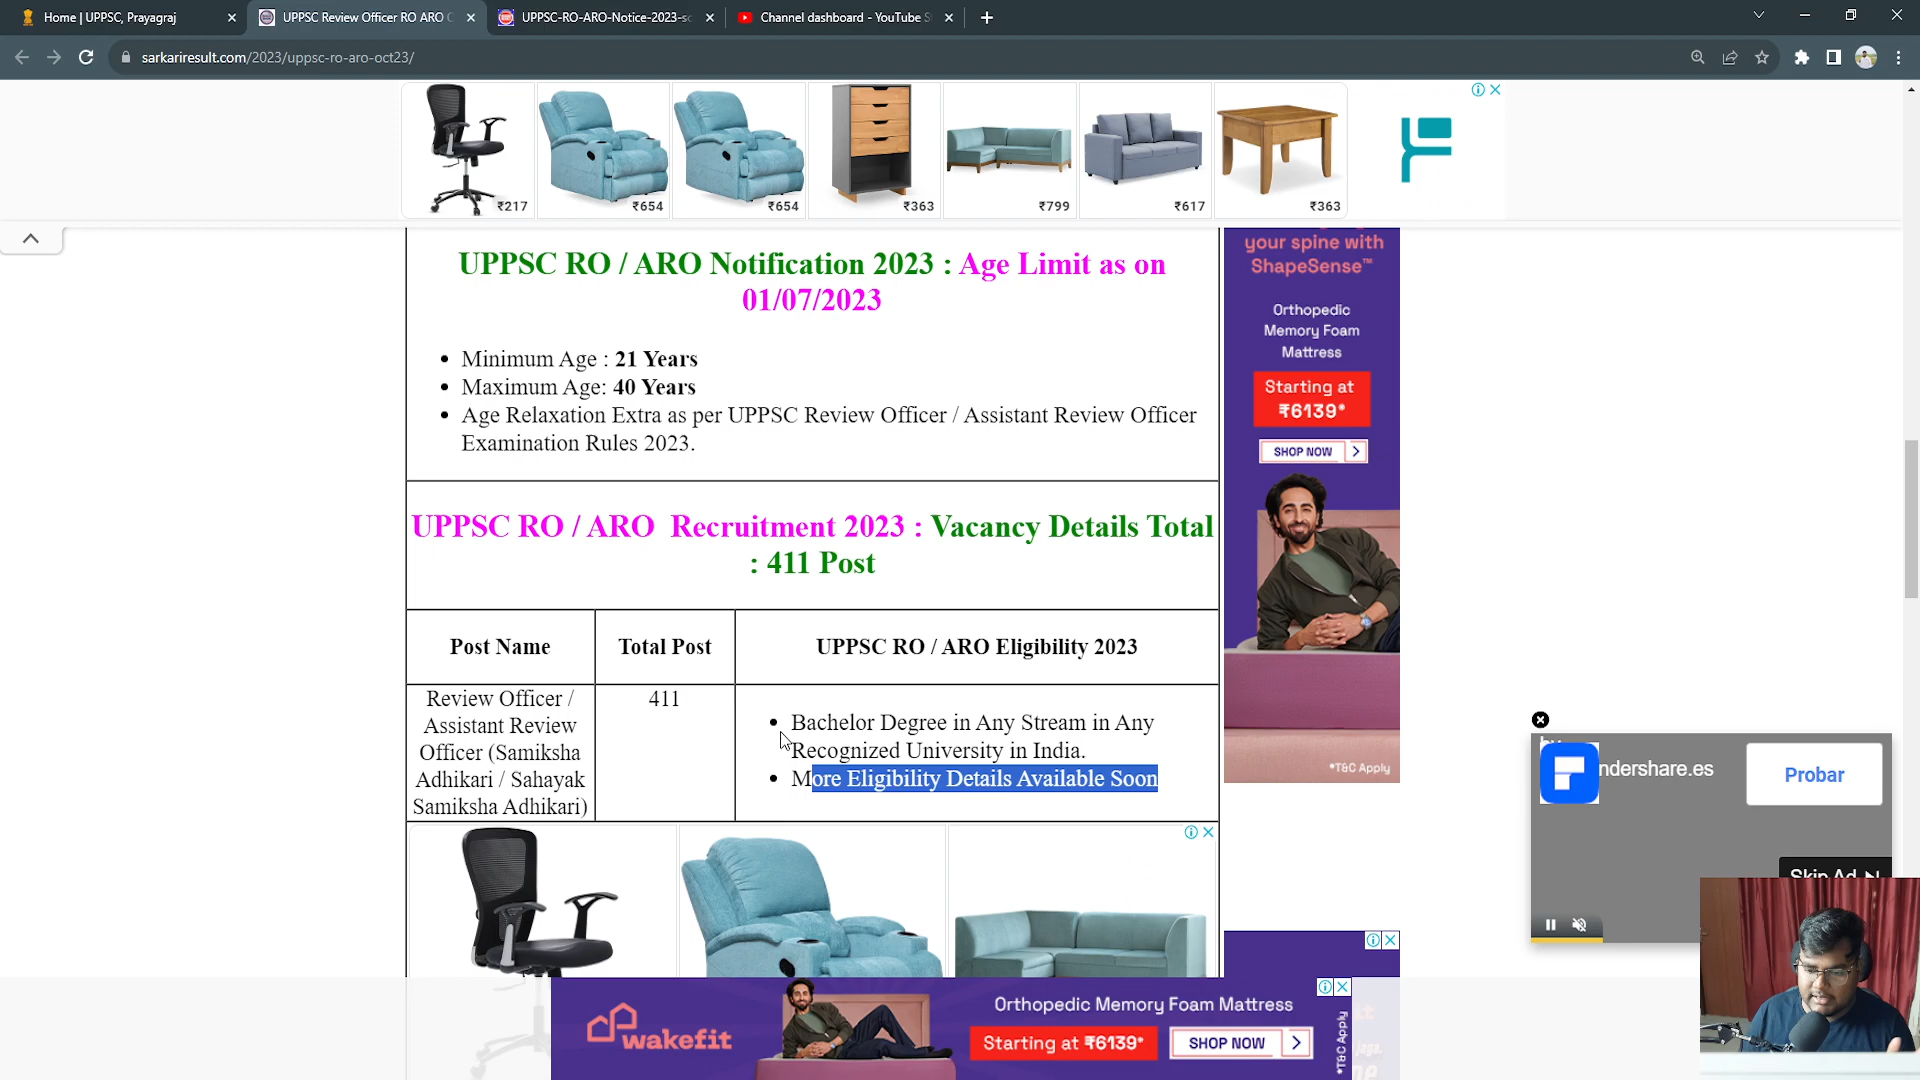 Home | UPPSC, Prayagraj
UPPSC Review Officer RO ARO
UPPSC-RO-ARO-Notice-2023-sc
Channel dashboard - YouTube S
sarkariresult.com/2023/uppsc-ro-aro-oct23/
₹217
₹654
₹654
₹363
₹799
₹617
₹363
UPPSC RO / ARO Notification 2023 : Age Limit as on
01/07/2023
Minimum Age : 21 Years
Maximum Age: 40 Years
Age Relaxation Extra as per UPPSC Review Officer / Assistant Review Officer
Examination Rules 2023.
UPPSC RO / ARO Recruitment 2023 : Vacancy Details Total
: 411 Post
Post Name
Total Post
UPPSC RO / ARO Eligibility 2023
Review Officer /
Assistant Review
Officer (Samiksha
Adhikari / Sahayak
Samiksha Adhikari)
411
Bachelor Degree in Any Stream in Any
Recognized University in India.
More Eligibility Details Available Soon
your spine with
ShapeSense™
Orthopedic
Memory Foam
Mattress
Starting at
₹6139*
SHOP NOW
*T&C Apply
ndershare.es
Probar
Skip Ad
wakefit
Orthopedic Memory Foam Mattress
Starting at ₹6139*
SHOP NOW
*T&C Apply